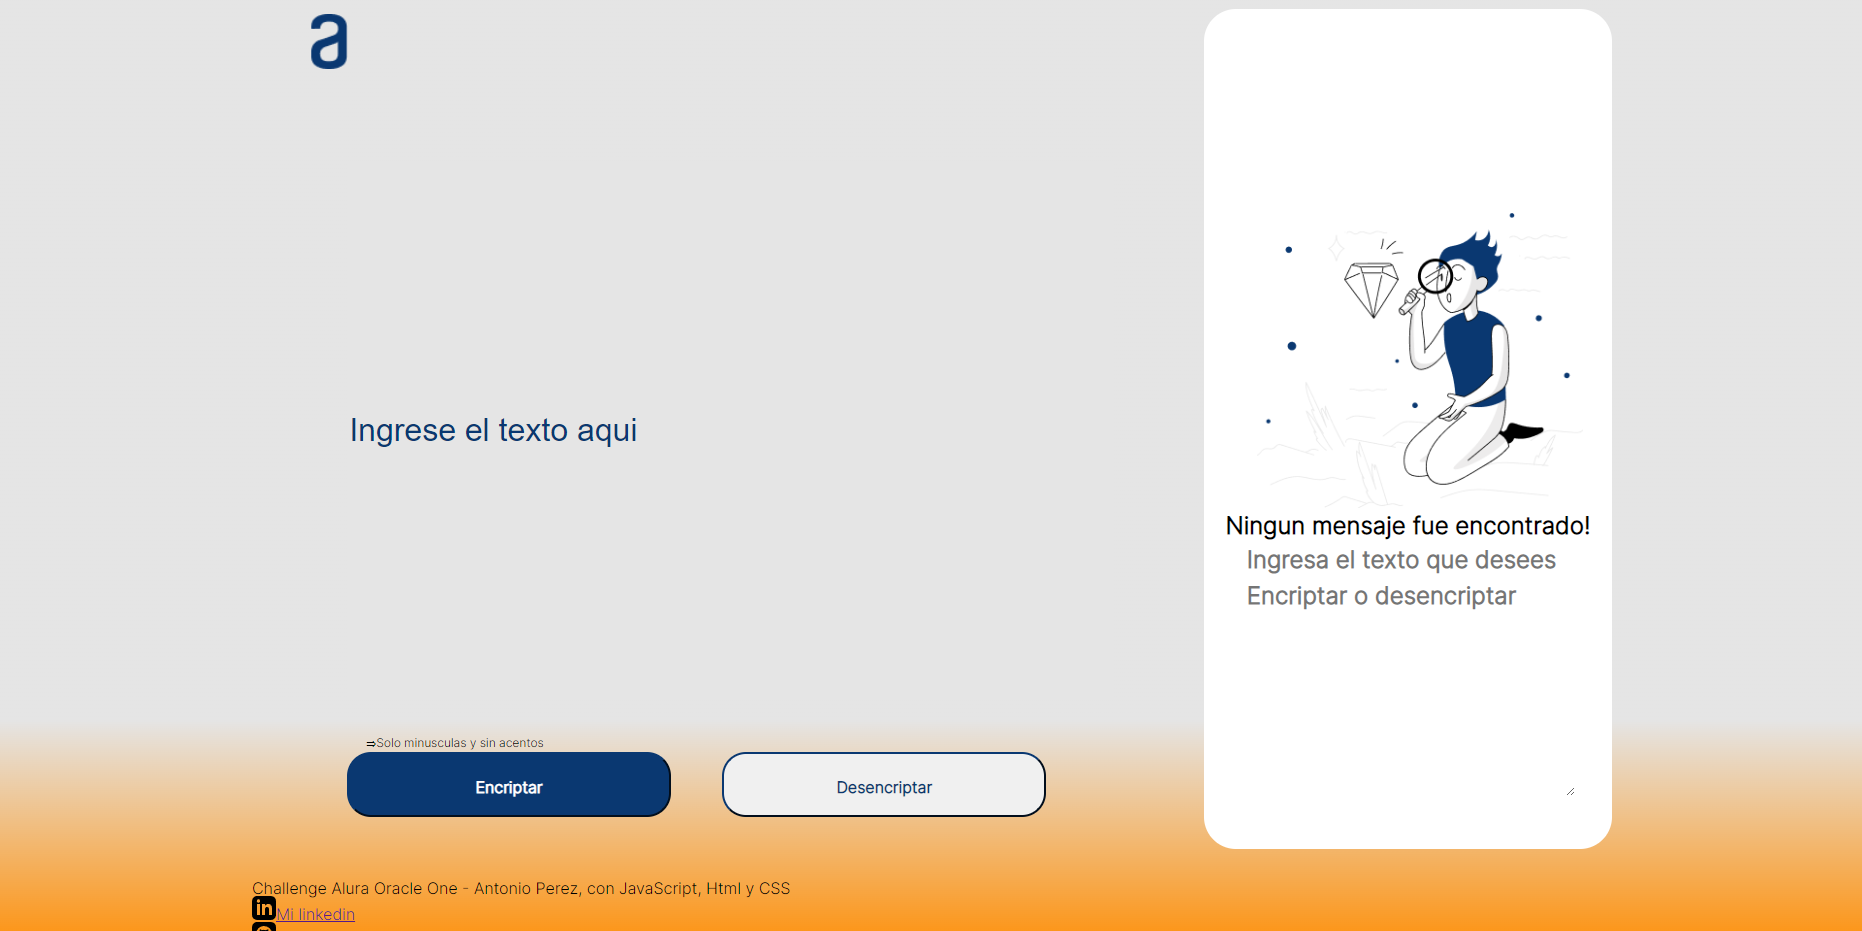 a
Ingrese el texto aqui
⇒Solo minusculas y sin acentos
Encriptar
Desencriptar
Ningun mensaje fue encontrado!
Ingresa el texto que desees
Encriptar o desencriptar
Challenge Alura Oracle One - Antonio Perez, con JavaScript, Html y CSS
in Mi linkedin